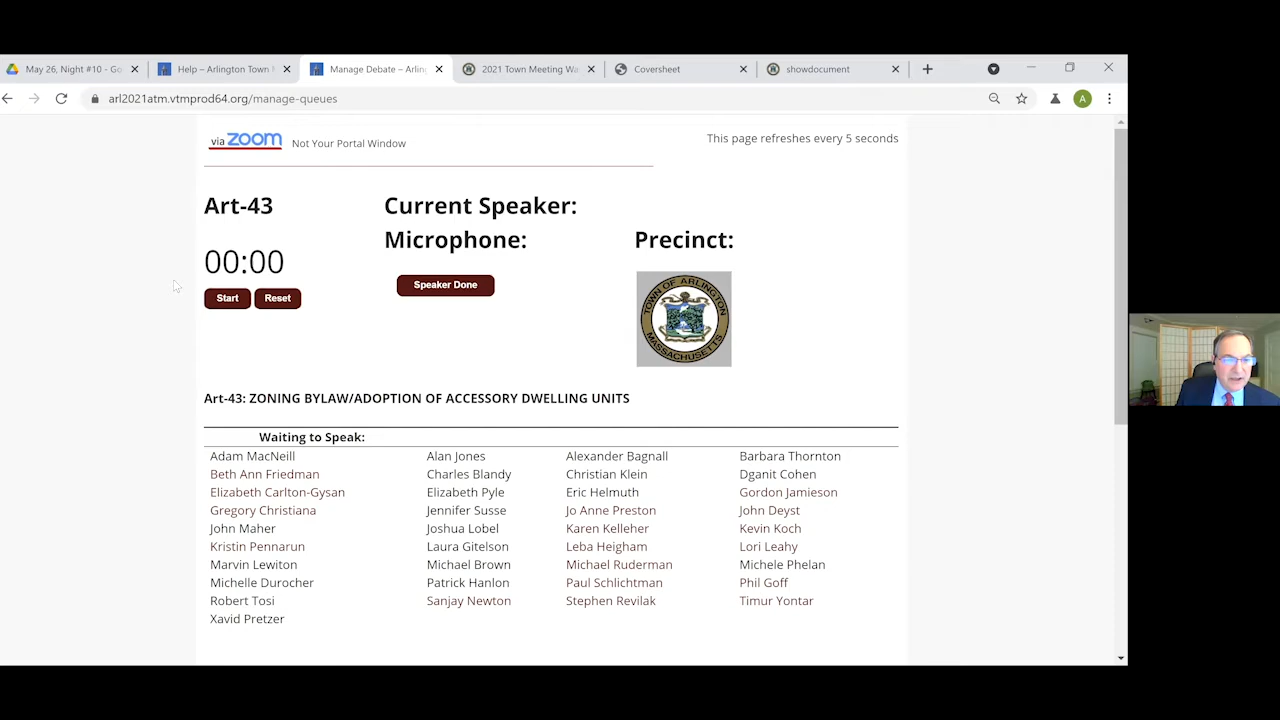 May 26, Night #10 - Go
Help – Arlington Town
Manage Debate – Arlin
2021 Town Meeting Wa
Coversheet
showdocument
arl2021atm.vtmprod64.org/manage-queues
A
via zoom Not Your Portal Window
This page refreshes every 5 seconds
Art-43
Current Speaker:
Microphone:
Precinct:
00:00
Start
Reset
Speaker Done
TOWN OF ARLINGTON
MASSACHUSETTS
Art-43: ZONING BYLAW/ADOPTION OF ACCESSORY DWELLING UNITS
Waiting to Speak:
Adam MacNeill Alan Jones Alexander Bagnall Barbara Thornton
Beth Ann Friedman Charles Blandy Christian Klein Dganit Cohen
Elizabeth Carlton-Gysan Elizabeth Pyle Eric Helmuth Gordon Jamieson
Gregory Christiana Jennifer Susse Jo Anne Preston John Deyst
John Maher Joshua Lobel Karen Kelleher Kevin Koch
Kristin Pennarun Laura Gitelson Leba Heigham Lori Leahy
Marvin Lewiton Michael Brown Michael Ruderman Michele Phelan
Michelle Durocher Patrick Hanlon Paul Schlichtman Phil Goff
Robert Tosi Sanjay Newton Stephen Revilak Timur Yontar
Xavid Pretzer